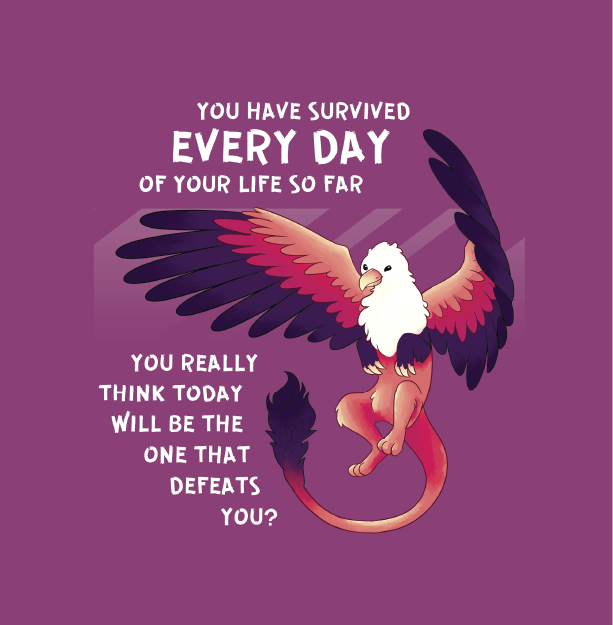 YOU HAVE SURVIVED
EVERY DAY
OF YOUR LIFE SO FAR
YOU REALLY
THINK TODAY
WILL BE THE
ONE THAT
DEFEATS
YOU?